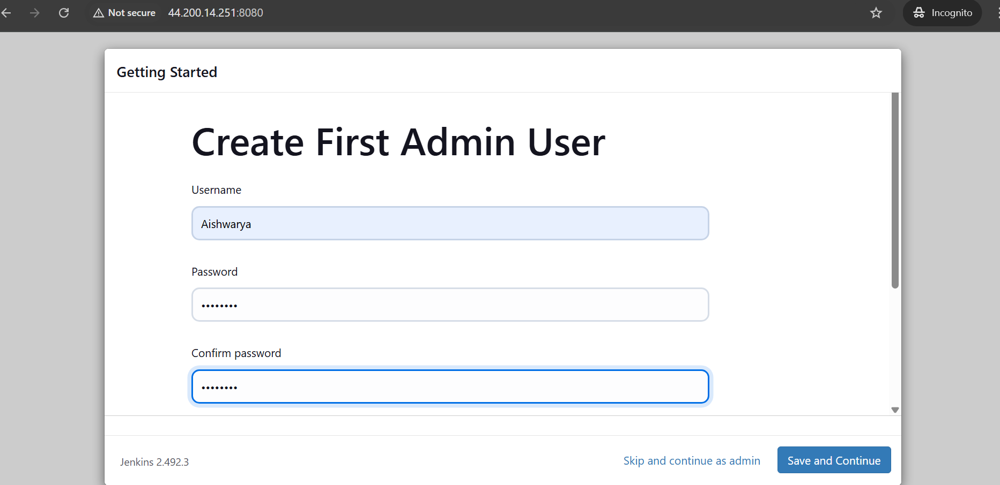 Not secure 44.200.14.251:8080 Incognito
Getting Started
Create First Admin User
Username
Aishwarya
Password
••••••••
Confirm password
••••••••
Jenkins 2.492.3 Skip and continue as admin Save and Continue